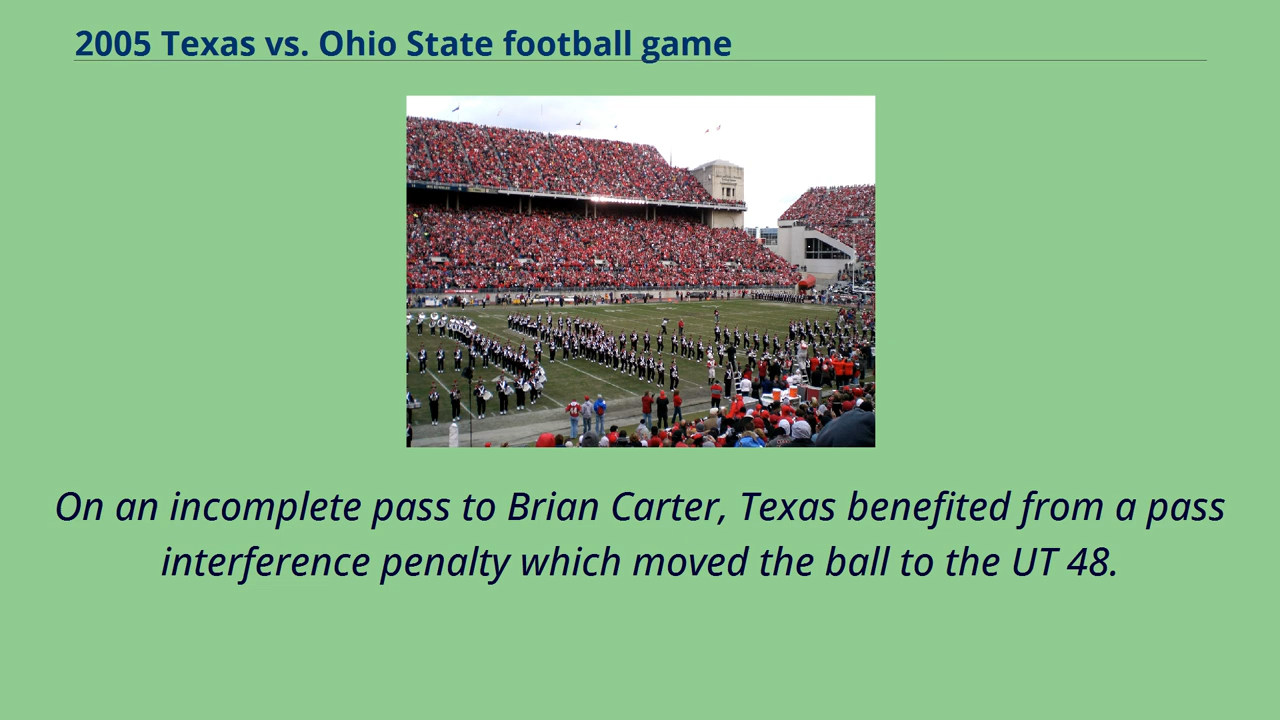 2005 Texas vs. Ohio State football game
On an incomplete pass to Brian Carter, Texas benefited from a pass
interference penalty which moved the ball to the UT 48.